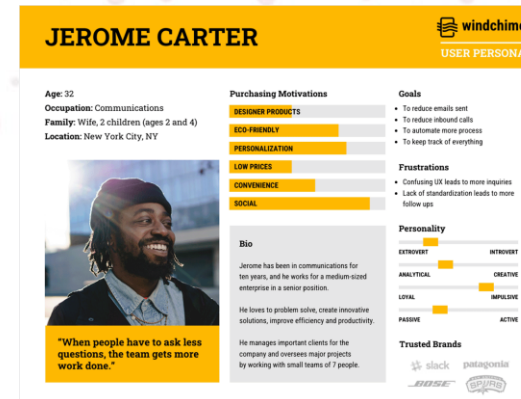 JEROME CARTER
windchime
USER PERSONA
Age: 32
Occupation: Communications
Family: Wife, 2 children (ages 2 and 4)
Location: New York City, NY
"When people have to ask less
questions, the team gets more
work done."
Purchasing Motivations
DESIGNER PRODUCTS
ECO-FRIENDLY
PERSONALIZATION
LOW PRICES
CONVENIENCE
SOCIAL
Bio
Jerome has been in communications for
ten years, and he works for a medium-sized
enterprise in a senior position.
He loves to problem solve, create innovative
solutions, improve efficiency and productivity.
He manages important clients for the
company and oversees major projects
by working with small teams of 7 people.
Goals
• To reduce emails sent
• To reduce inbound calls
• To automate more process
• To keep track of everything
Frustrations
• Confusing UX leads to more inquiries
• Lack of standardization leads to more
follow ups
Personality
EXTROVERT INTROVERT
ANALYTICAL CREATIVE
LOYAL IMPULSIVE
PASSIVE ACTIVE
Trusted Brands
slack patagonia
BOSE SPURS